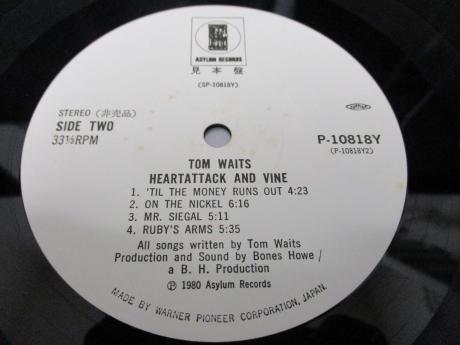 ASYLUM RECORDS
見本盤
(SP-10818Y)
STEREO (非売品)
SIDE TWO
33⅓RPM
P-10818Y
(P-10818Y2)
TOM WAITS
HEARTATTACK AND VINE
1. 'TIL THE MONEY RUNS OUT 4:23
2. ON THE NICKEL 6:16
3. MR. SIEGAL 5:11
4. RUBY'S ARMS 5:35
All songs written by Tom Waits
Production and Sound by Bones Howe /
a B. H. Production
Ⓟ 1980 Asylum Records
MADE BY WARNER PIONEER CORPORATION, JAPAN.